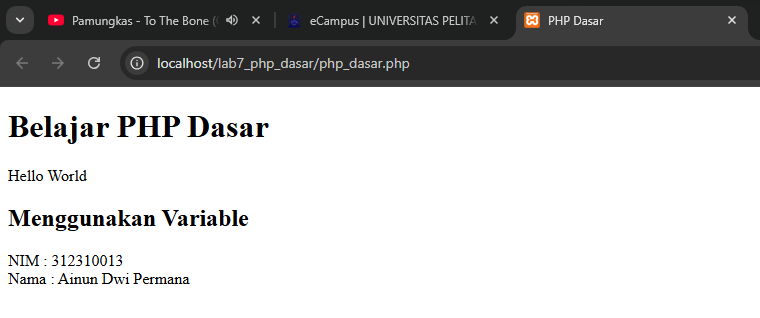 Pamungkas - To The Bone (
eCampus | UNIVERSITAS PELITA
PHP Dasar
localhost/lab7_php_dasar/php_dasar.php
Belajar PHP Dasar
Hello World
Menggunakan Variable
NIM : 312310013
Nama : Ainun Dwi Permana